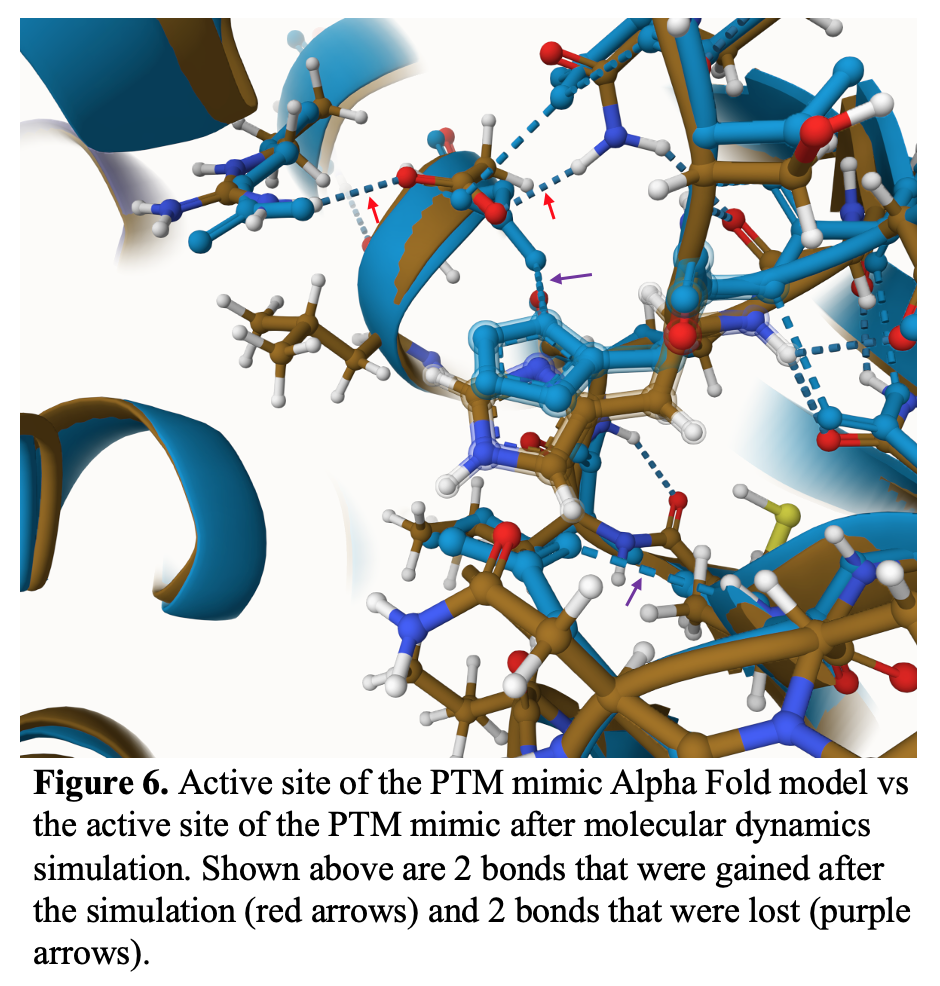 Figure 6. Active site of the PTM mimic Alpha Fold model vs
the active site of the PTM mimic after molecular dynamics
simulation. Shown above are 2 bonds that were gained after
the simulation (red arrows) and 2 bonds that were lost (purple
arrows).